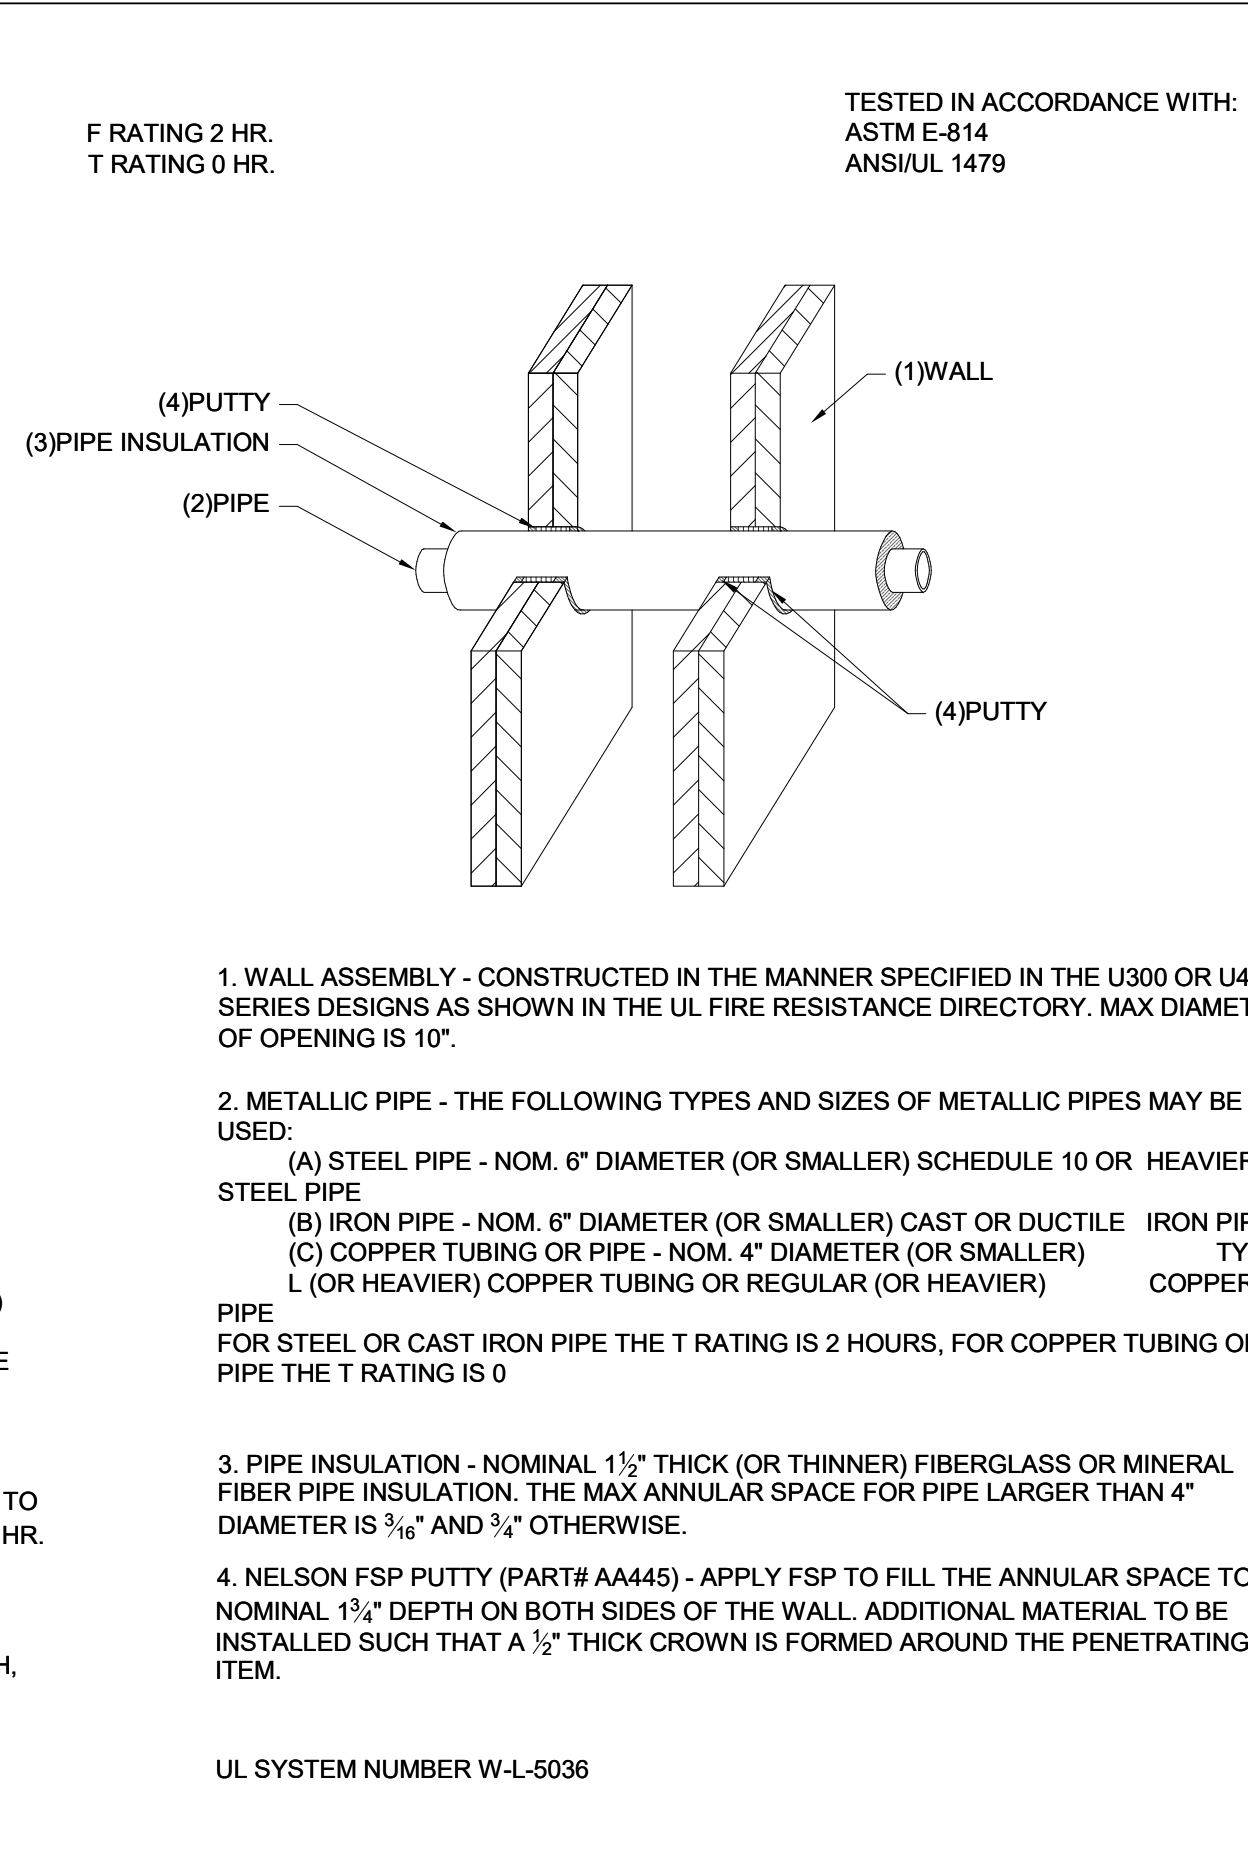 F RATING 2 HR.
T RATING 0 HR.
TESTED IN ACCORDANCE WITH:
ASTM E-814
ANSI/UL 1479
(1)WALL
(4)PUTTY
(3)PIPE INSULATION
(2)PIPE
(4)PUTTY
1. WALL ASSEMBLY - CONSTRUCTED IN THE MANNER SPECIFIED IN THE U300 OR U4
SERIES DESIGNS AS SHOWN IN THE UL FIRE RESISTANCE DIRECTORY. MAX DIAMET
OF OPENING IS 10".
2. METALLIC PIPE - THE FOLLOWING TYPES AND SIZES OF METALLIC PIPES MAY BE
USED:
(A) STEEL PIPE - NOM. 6" DIAMETER (OR SMALLER) SCHEDULE 10 OR HEAVIER
STEEL PIPE
(B) IRON PIPE - NOM. 6" DIAMETER (OR SMALLER) CAST OR DUCTILE IRON PIP
(C) COPPER TUBING OR PIPE - NOM. 4" DIAMETER (OR SMALLER) TY
L (OR HEAVIER) COPPER TUBING OR REGULAR (OR HEAVIER) COPPER
PIPE
FOR STEEL OR CAST IRON PIPE THE T RATING IS 2 HOURS, FOR COPPER TUBING O
PIPE THE T RATING IS 0
3. PIPE INSULATION - NOMINAL 1½" THICK (OR THINNER) FIBERGLASS OR MINERAL
FIBER PIPE INSULATION. THE MAX ANNULAR SPACE FOR PIPE LARGER THAN 4"
DIAMETER IS 3⁄16" AND ¾" OTHERWISE.
4. NELSON FSP PUTTY (PART# AA445) - APPLY FSP TO FILL THE ANNULAR SPACE TO
NOMINAL 1¾" DEPTH ON BOTH SIDES OF THE WALL. ADDITIONAL MATERIAL TO BE
INSTALLED SUCH THAT A ½" THICK CROWN IS FORMED AROUND THE PENETRATING
ITEM.
UL SYSTEM NUMBER W-L-5036
)
E
TO
HR.
H,